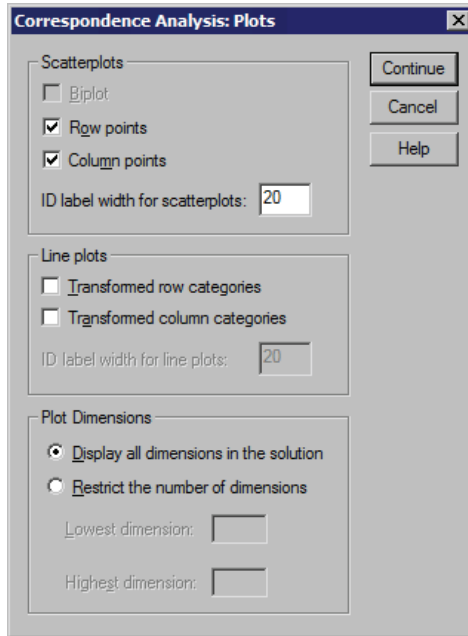 Correspondence Analysis: Plots
Scatterplots
Biplot
Row points
Column points
ID label width for scatterplots: 20
Line plots
Transformed row categories
Transformed column categories
ID label width for line plots: 20
Plot Dimensions
Display all dimensions in the solution
Restrict the number of dimensions
Lowest dimension:
Highest dimension:
Continue
Cancel
Help